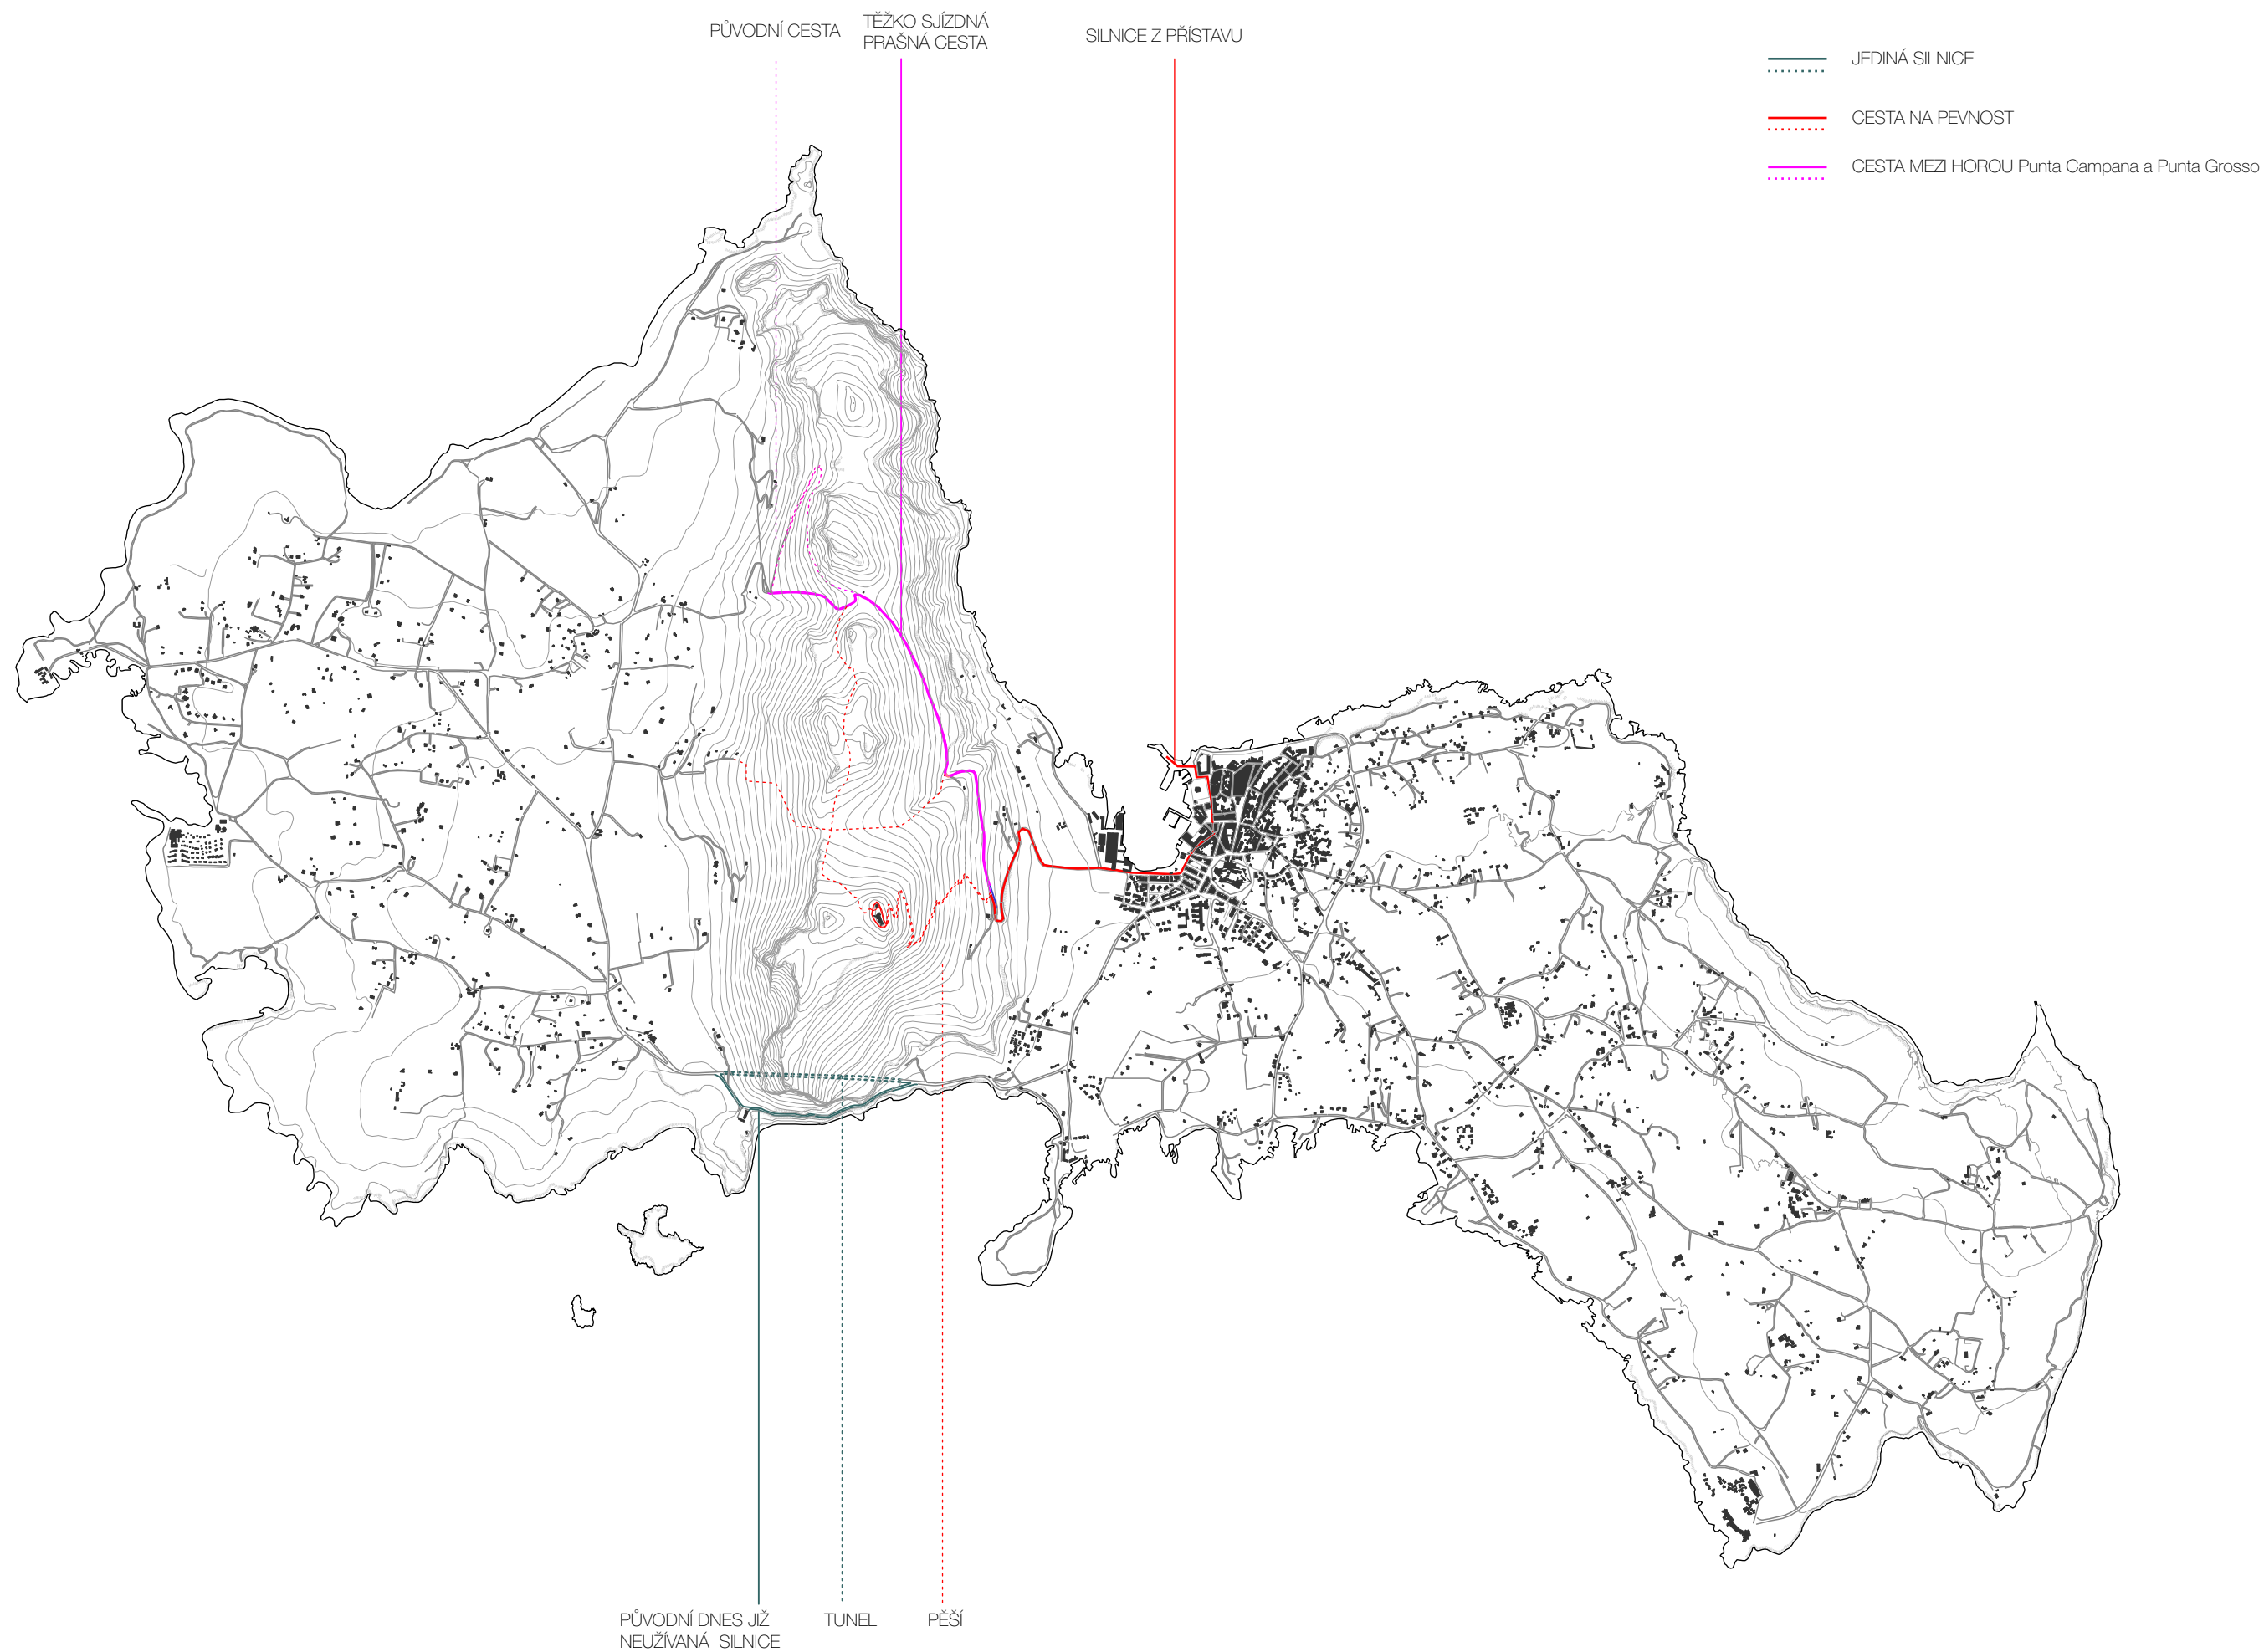 PŮVODNÍ CESTA
TĚŽKO SJÍZDNÁ
PRAŠNÁ CESTA
SILNICE Z PŘÍSTAVU
JEDINÁ SILNICE
CESTA NA PEVNOST
CESTA MEZI HOROU Punta Campana a Punta Grosso
PŮVODNÍ DNES JIŽ
NEUŽÍVANÁ SILNICE
TUNEL
PĚŠÍ